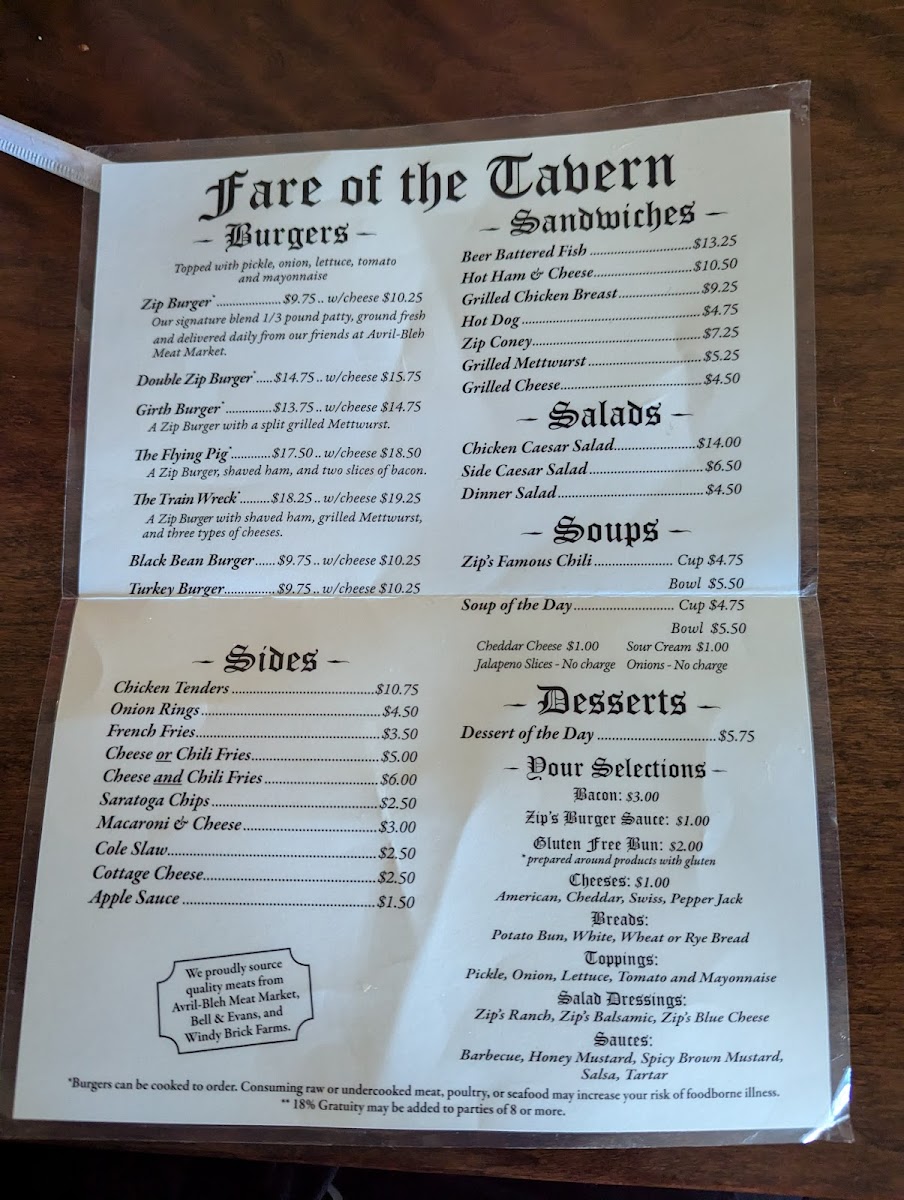 Fare of the Tavern
- Burgers -
Topped with pickle, onion, lettuce, tomato
and mayonnaise
Zip Burger* ................ $9.75 .. w/cheese $10.25
Our signature blend 1/3 pound patty, ground fresh
and delivered daily from our friends at Avril-Bleh
Meat Market.
Double Zip Burger* ..... $14.75 .. w/cheese $15.75
Girth Burger* .............. $13.75 .. w/cheese $14.75
A Zip Burger with a split grilled Mettwurst.
The Flying Pig* ............ $17.50 .. w/cheese $18.50
A Zip Burger, shaved ham, and two slices of bacon.
The Train Wreck* ......... $18.25 .. w/cheese $19.25
A Zip Burger with shaved ham, grilled Mettwurst,
and three types of cheeses.
Black Bean Burger ...... $9.75 .. w/cheese $10.25
Turkey Burger ............... $9.75 .. w/cheese $10.25
- Sides -
Chicken Tenders ................ $10.75
Onion Rings ................ $4.50
French Fries ................ $3.50
Cheese or Chili Fries ................ $5.00
Cheese and Chili Fries ................ $6.00
Saratoga Chips ................ $2.50
Macaroni & Cheese ................ $3.00
Cole Slaw ................ $2.50
Cottage Cheese ................ $2.50
Apple Sauce ................ $1.50
We proudly source
quality meats from
Avril-Bleh Meat Market,
Bell & Evans, and
Windy Brick Farms.
- Sandwiches -
Beer Battered Fish ................ $13.25
Hot Ham & Cheese ................ $10.50
Grilled Chicken Breast ................ $9.25
Hot Dog ................ $4.75
Zip Coney ................ $7.25
Grilled Mettwurst ................ $5.25
Grilled Cheese ................ $4.50
- Salads -
Chicken Caesar Salad ................ $14.00
Side Caesar Salad ................ $6.50
Dinner Salad ................ $4.50
- Soups -
Zip's Famous Chili ................ Cup $4.75
Bowl $5.50
Soup of the Day ................ Cup $4.75
Bowl $5.50
Cheddar Cheese $1.00 Sour Cream $1.00
Jalapeno Slices - No charge Onions - No charge
- Desserts -
Dessert of the Day ................ $5.75
- Your Selections -
Bacon: $3.00
Zip's Burger Sauce: $1.00
Gluten Free Bun: $2.00
*prepared around products with gluten
Cheeses: $1.00
American, Cheddar, Swiss, Pepper Jack
Breads:
Potato Bun, White, Wheat or Rye Bread
Toppings:
Pickle, Onion, Lettuce, Tomato and Mayonnaise
Salad Dressings:
Zip's Ranch, Zip's Balsamic, Zip's Blue Cheese
Sauces:
Barbecue, Honey Mustard, Spicy Brown Mustard,
Salsa, Tartar
*Burgers can be cooked to order. Consuming raw or undercooked meat, poultry, or seafood may increase your risk of foodborne illness.
** 18% Gratuity may be added to parties of 8 or more.